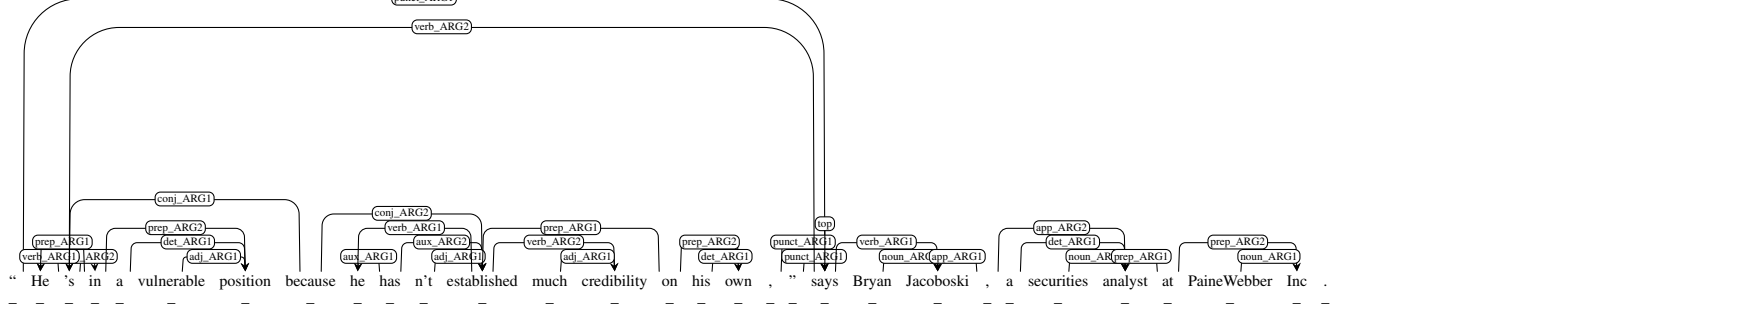 punct_ARG1
verb_ARG2
conj_ARG1
conj_ARG2
top
prep_ARG2 verb_ARG1 prep_ARG1 app_ARG2
prep_ARG1 det_ARG1 aux_ARG2 verb_ARG2 prep_ARG2 punct_ARG1 verb_ARG1 det_ARG1 prep_ARG2
verb_ARG1 ARG2 adj_ARG1 aux_ARG1 adj_ARG1 adj_ARG1 det_ARG1 punct_ARG1 noun_ARG app_ARG1 noun_AR prep_ARG1 noun_ARG1
“ He ’s in a vulnerable position because he has n’t established much credibility on his own , ” says Bryan Jacoboski , a securities analyst at PaineWebber Inc .
_ _ _ _ _ _ _ _ _ _ _ _ _ _ _ _ _ _ _ _ _ _ _ _ _ _ _ _ _ _